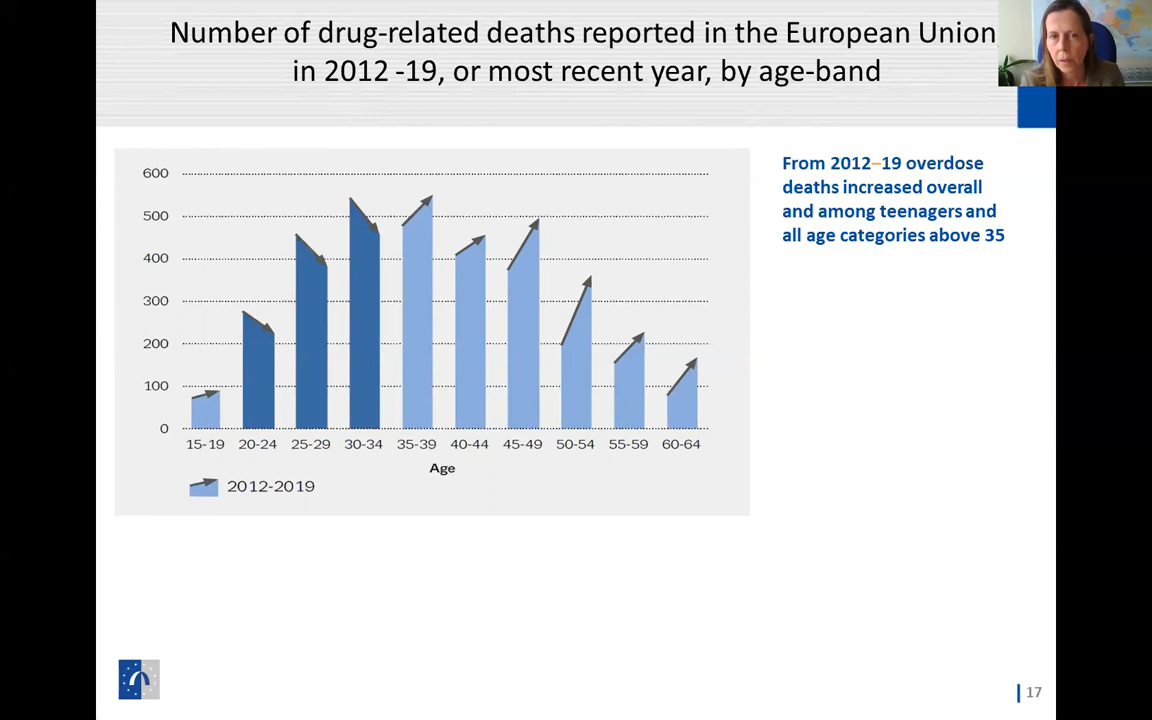 Number of drug-related deaths reported in the European Union
in 2012 -19, or most recent year, by age-band
From 2012–19 overdose
deaths increased overall
and among teenagers and
all age categories above 35
600
500
400
300
200
100
0
15-19 20-24 25-29 30-34 35-39 40-44 45-49 50-54 55-59 60-64
Age
2012-2019
17